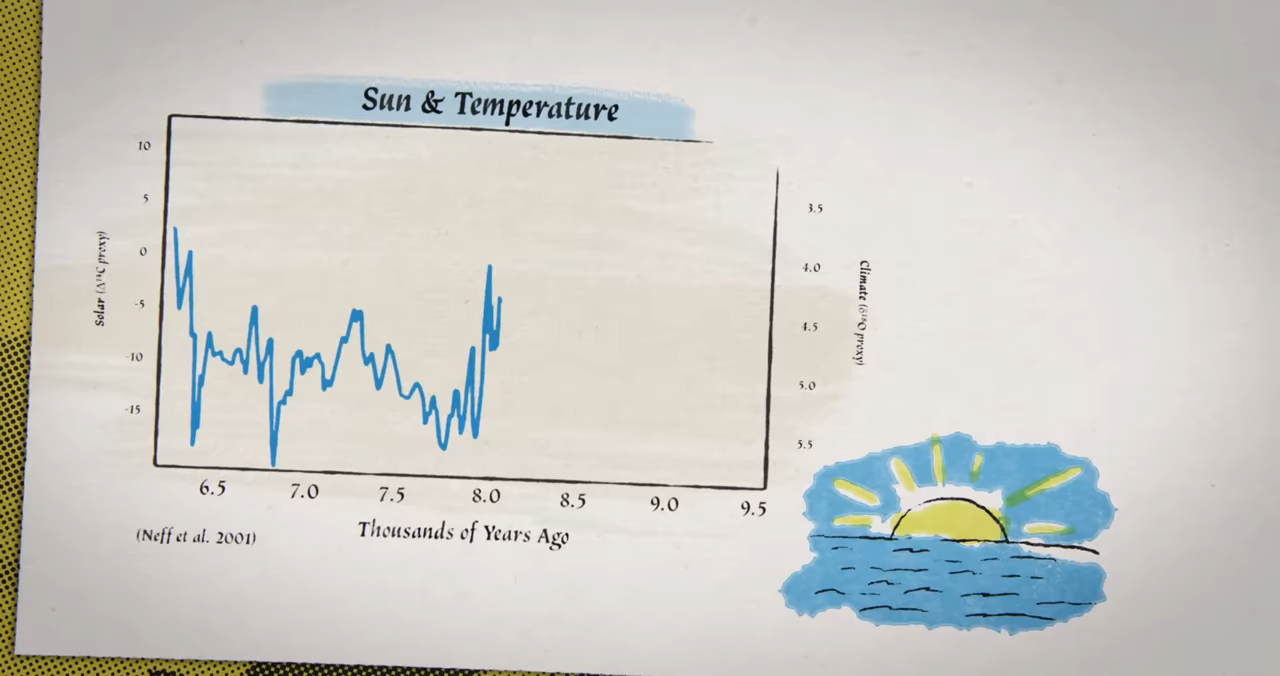 Sun & Temperature
10
5
0
-5
-10
-15
Solar (Δ¹⁴C proxy)
3.5
4.0
4.5
5.0
5.5
Climate (δ¹⁸O proxy)
6.5 7.0 7.5 8.0 8.5 9.0 9.5
Thousands of Years Ago
(Neff et al. 2001)